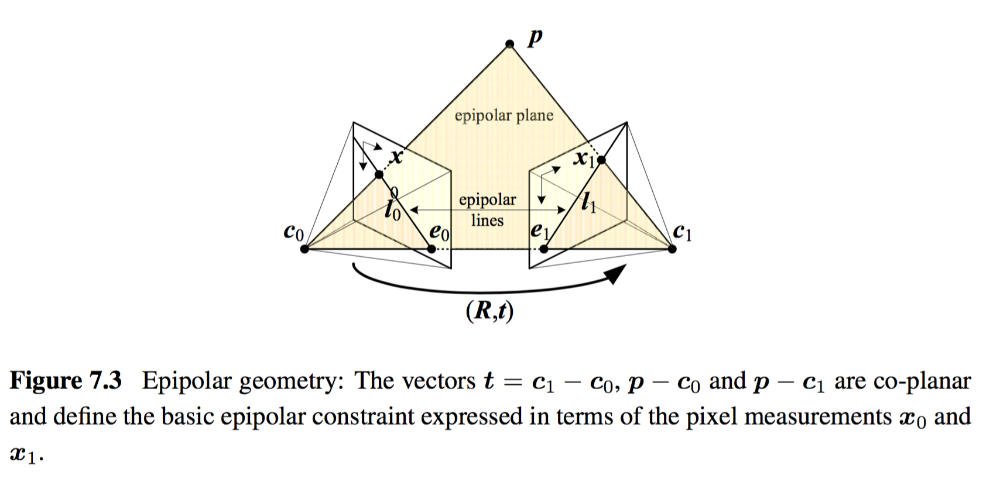 p
epipolar plane
x
x1
0
l0
epipolar
lines
l1
c0
e0
e1
c1
(R,t)
Figure 7.3 Epipolar geometry: The vectors t = c1 − c0, p − c0 and p − c1 are co-planar
and define the basic epipolar constraint expressed in terms of the pixel measurements x0 and
x1.